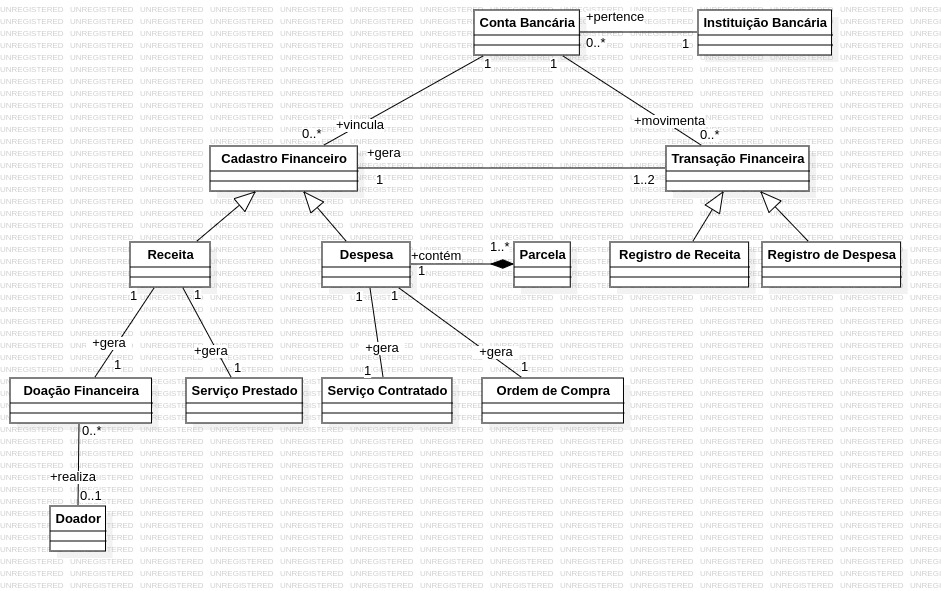 Conta Bancária
+pertence
Instituição Bancária
0..*
1
1
1
+vincula
0..*
+movimenta
0..*
Cadastro Financeiro
+gera
1
1..2
Transação Financeira
Receita
Despesa
+contém
1
1..*
Parcela
Registro de Receita
Registro de Despesa
1
1
1
1
+gera
1
+gera
1
+gera
1
+gera
1
Doação Financeira
Serviço Prestado
Serviço Contratado
Ordem de Compra
0..*
+realiza
0..1
Doador
UNREGISTERED